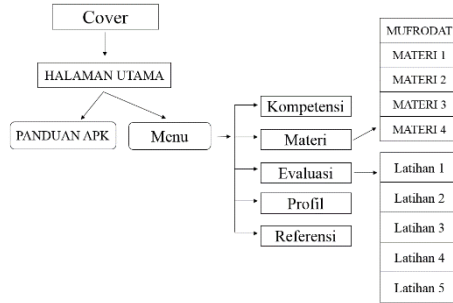 Cover
HALAMAN UTAMA
PANDUAN APK
Menu
Kompetensi
Materi
Evaluasi
Profil
Referensi
MUFRODAT
MATERI 1
MATERI 2
MATERI 3
MATERI 4
Latihan 1
Latihan 2
Latihan 3
Latihan 4
Latihan 5